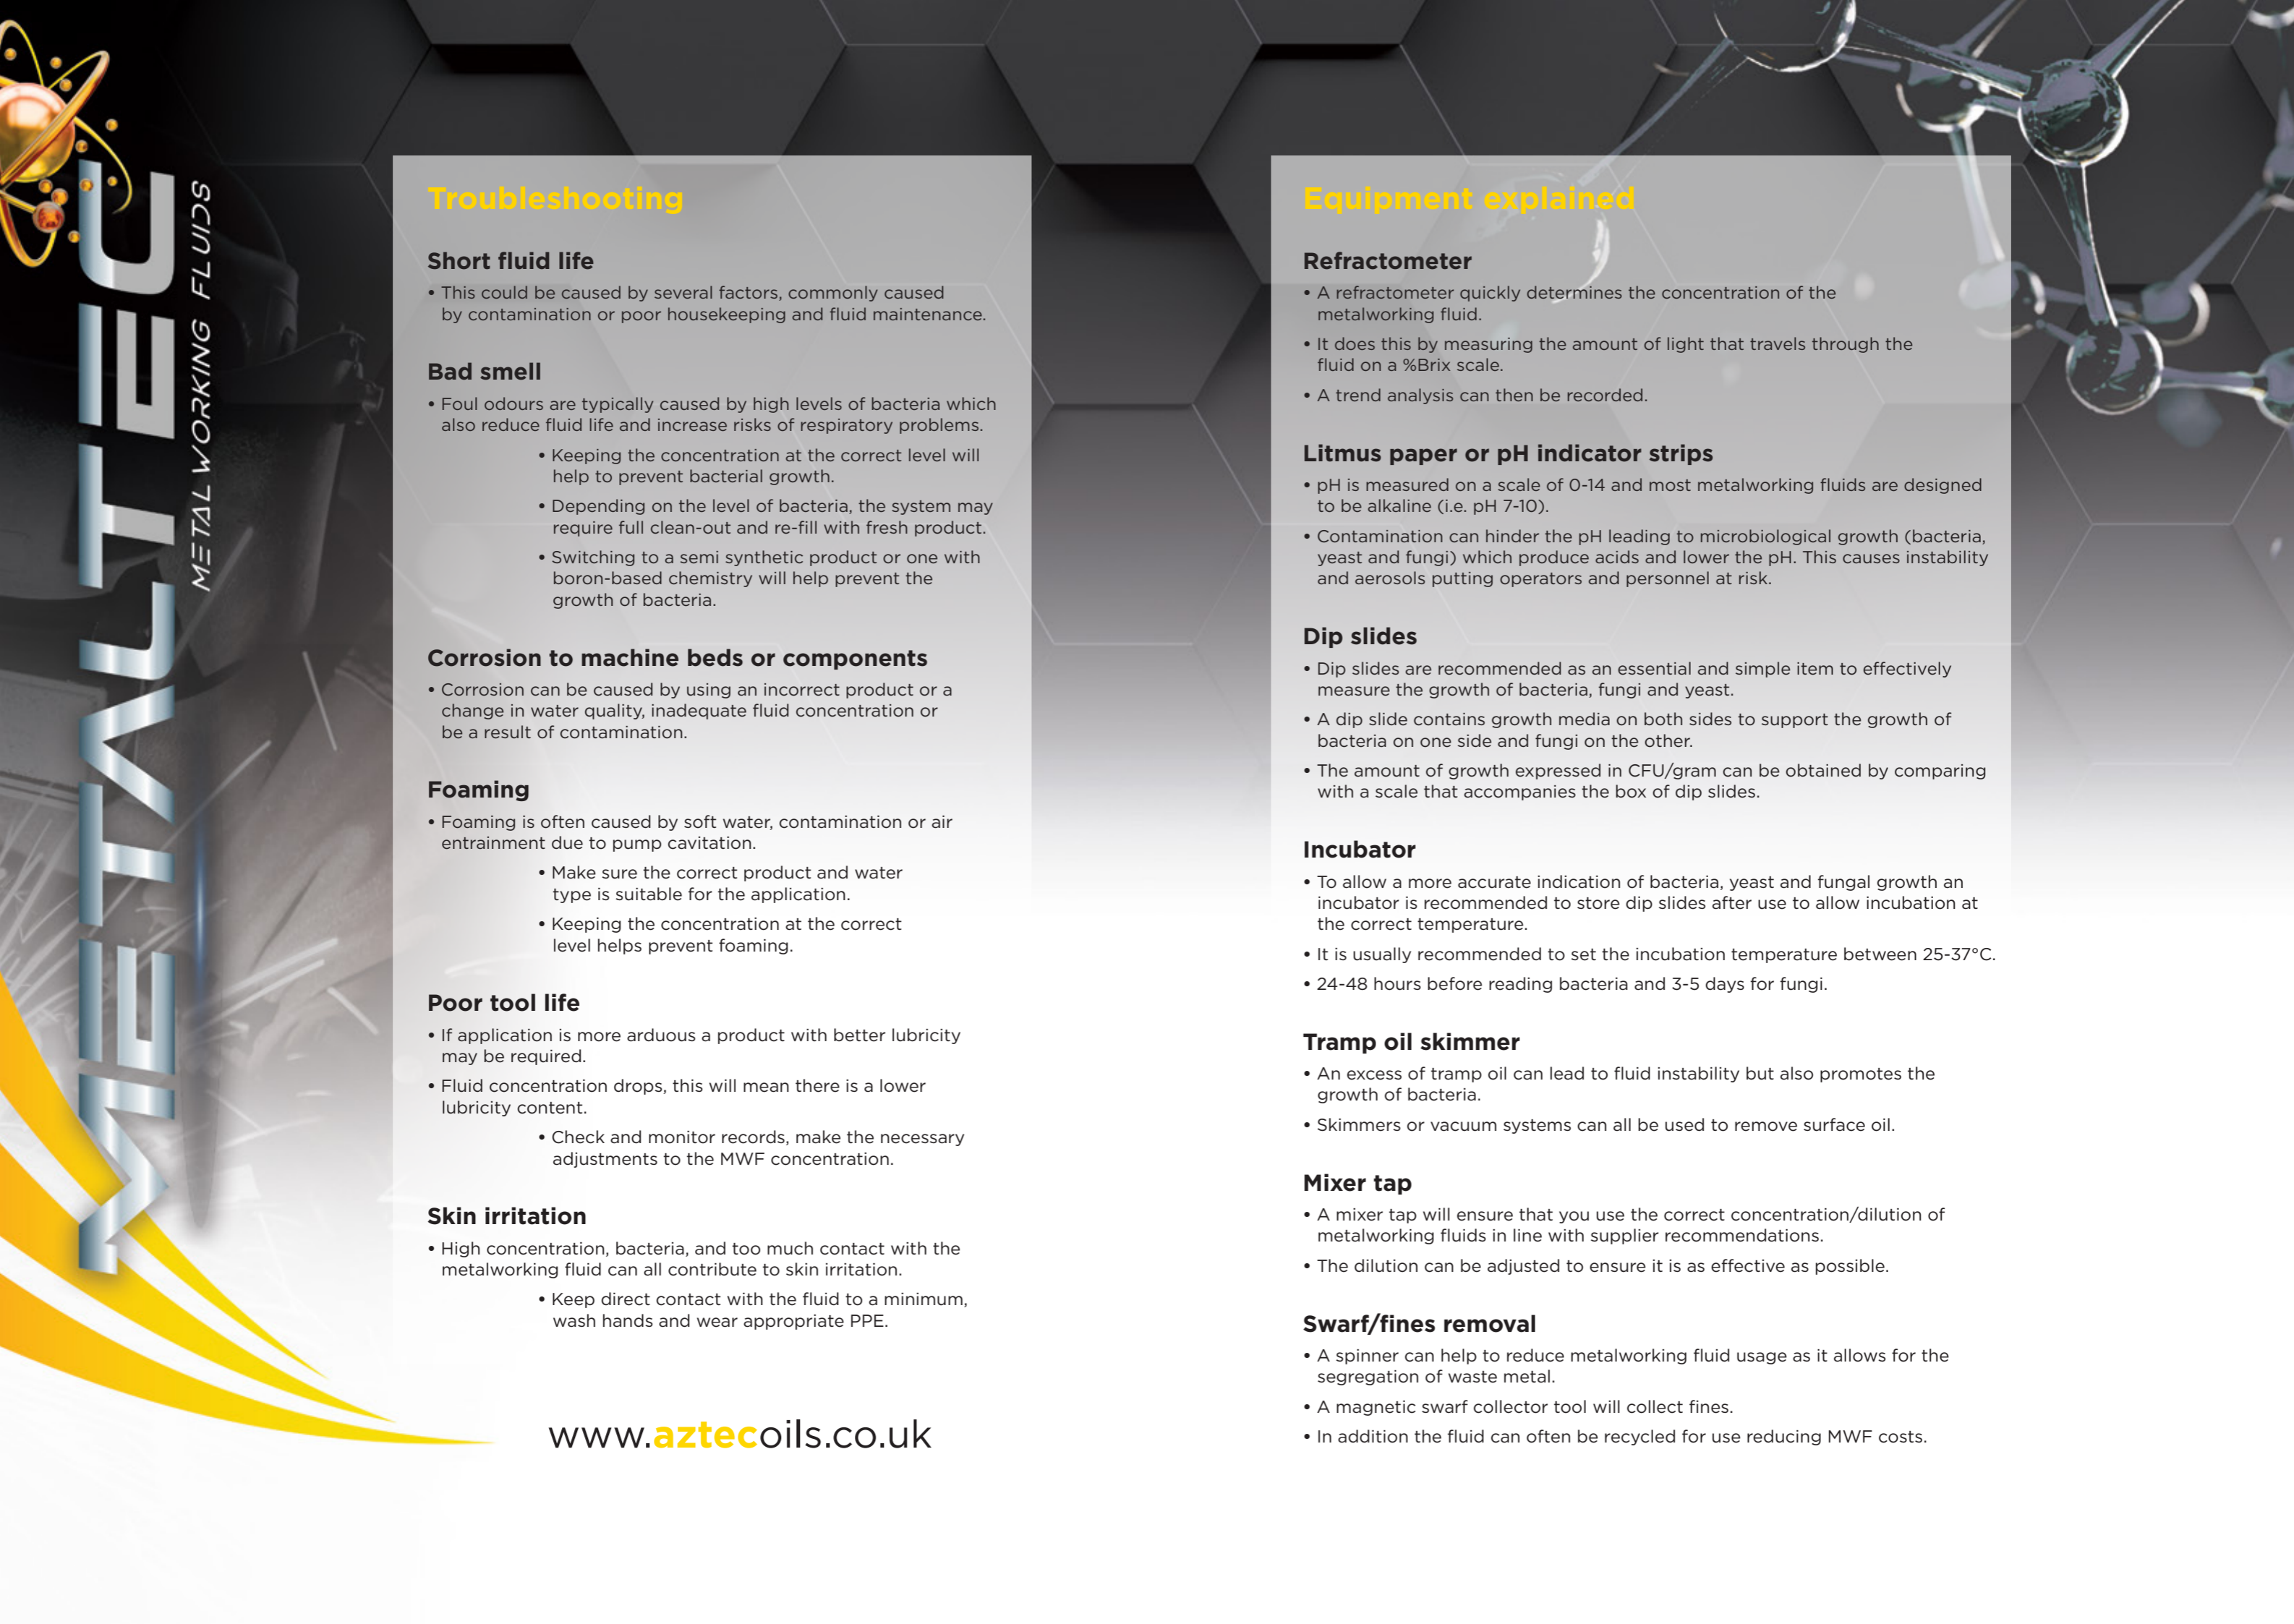 METALTEC
METALWORKING FLUIDS
Troubleshooting
Short fluid life
• This could be caused by several factors, commonly caused
by contamination or poor housekeeping and fluid maintenance.
Bad smell
• Foul odours are typically caused by high levels of bacteria which
also reduce fluid life and increase risks of respiratory problems.
• Keeping the concentration at the correct level will
help to prevent bacterial growth.
• Depending on the level of bacteria, the system may
require full clean-out and re-fill with fresh product.
• Switching to a semi synthetic product or one with
boron-based chemistry will help prevent the
growth of bacteria.
Corrosion to machine beds or components
• Corrosion can be caused by using an incorrect product or a
change in water quality, inadequate fluid concentration or
be a result of contamination.
Foaming
• Foaming is often caused by soft water, contamination or air
entrainment due to pump cavitation.
• Make sure the correct product and water
type is suitable for the application.
• Keeping the concentration at the correct
level helps prevent foaming.
Poor tool life
• If application is more arduous a product with better lubricity
may be required.
• Fluid concentration drops, this will mean there is a lower
lubricity content.
• Check and monitor records, make the necessary
adjustments to the MWF concentration.
Skin irritation
• High concentration, bacteria, and too much contact with the
metalworking fluid can all contribute to skin irritation.
• Keep direct contact with the fluid to a minimum,
wash hands and wear appropriate PPE.
www.aztecoils.co.uk
Equipment explained
Refractometer
• A refractometer quickly determines the concentration of the
metalworking fluid.
• It does this by measuring the amount of light that travels through the
fluid on a %Brix scale.
• A trend analysis can then be recorded.
Litmus paper or pH indicator strips
• pH is measured on a scale of 0-14 and most metalworking fluids are designed
to be alkaline (i.e. pH 7-10).
• Contamination can hinder the pH leading to microbiological growth (bacteria,
yeast and fungi) which produce acids and lower the pH. This causes instability
and aerosols putting operators and personnel at risk.
Dip slides
• Dip slides are recommended as an essential and simple item to effectively
measure the growth of bacteria, fungi and yeast.
• A dip slide contains growth media on both sides to support the growth of
bacteria on one side and fungi on the other.
• The amount of growth expressed in CFU/gram can be obtained by comparing
with a scale that accompanies the box of dip slides.
Incubator
• To allow a more accurate indication of bacteria, yeast and fungal growth an
incubator is recommended to store dip slides after use to allow incubation at
the correct temperature.
• It is usually recommended to set the incubation temperature between 25-37°C.
• 24-48 hours before reading bacteria and 3-5 days for fungi.
Tramp oil skimmer
• An excess of tramp oil can lead to fluid instability but also promotes the
growth of bacteria.
• Skimmers or vacuum systems can all be used to remove surface oil.
Mixer tap
• A mixer tap will ensure that you use the correct concentration/dilution of
metalworking fluids in line with supplier recommendations.
• The dilution can be adjusted to ensure it is as effective as possible.
Swarf/fines removal
• A spinner can help to reduce metalworking fluid usage as it allows for the
segregation of waste metal.
• A magnetic swarf collector tool will collect fines.
• In addition the fluid can often be recycled for use reducing MWF costs.